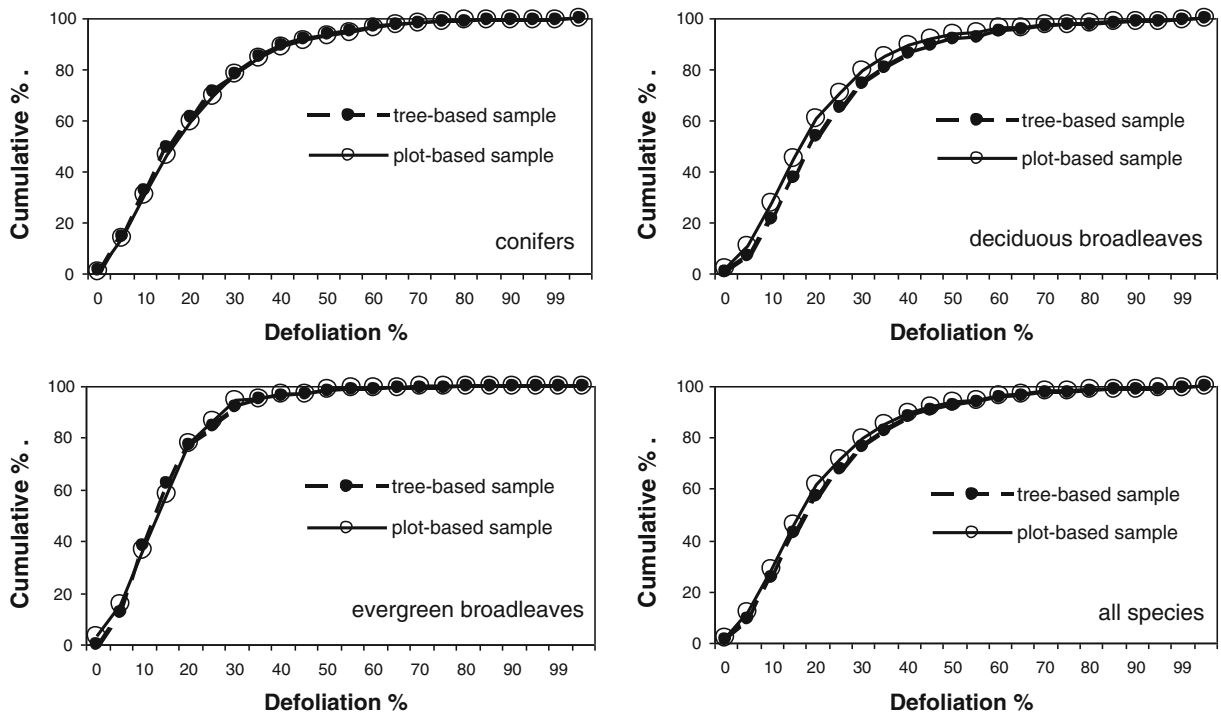 100
80
60
40
20
0
Cumulative % .
tree-based sample
plot-based sample
conifers
0 10 20 30 40 50 60 70 80 90 99
Defoliation %
100
80
60
40
20
0
Cumulative % .
tree-based sample
plot-based sample
deciduous broadleaves
0 10 20 30 40 50 60 70 80 90 99
Defoliation %
100
80
60
40
20
0
Cumulative % .
tree-based sample
plot-based sample
evergreen broadleaves
0 10 20 30 40 50 60 70 80 90 99
Defoliation %
100
80
60
40
20
0
Cumulative % .
tree-based sample
plot-based sample
all species
0 10 20 30 40 50 60 70 80 90 99
Defoliation %